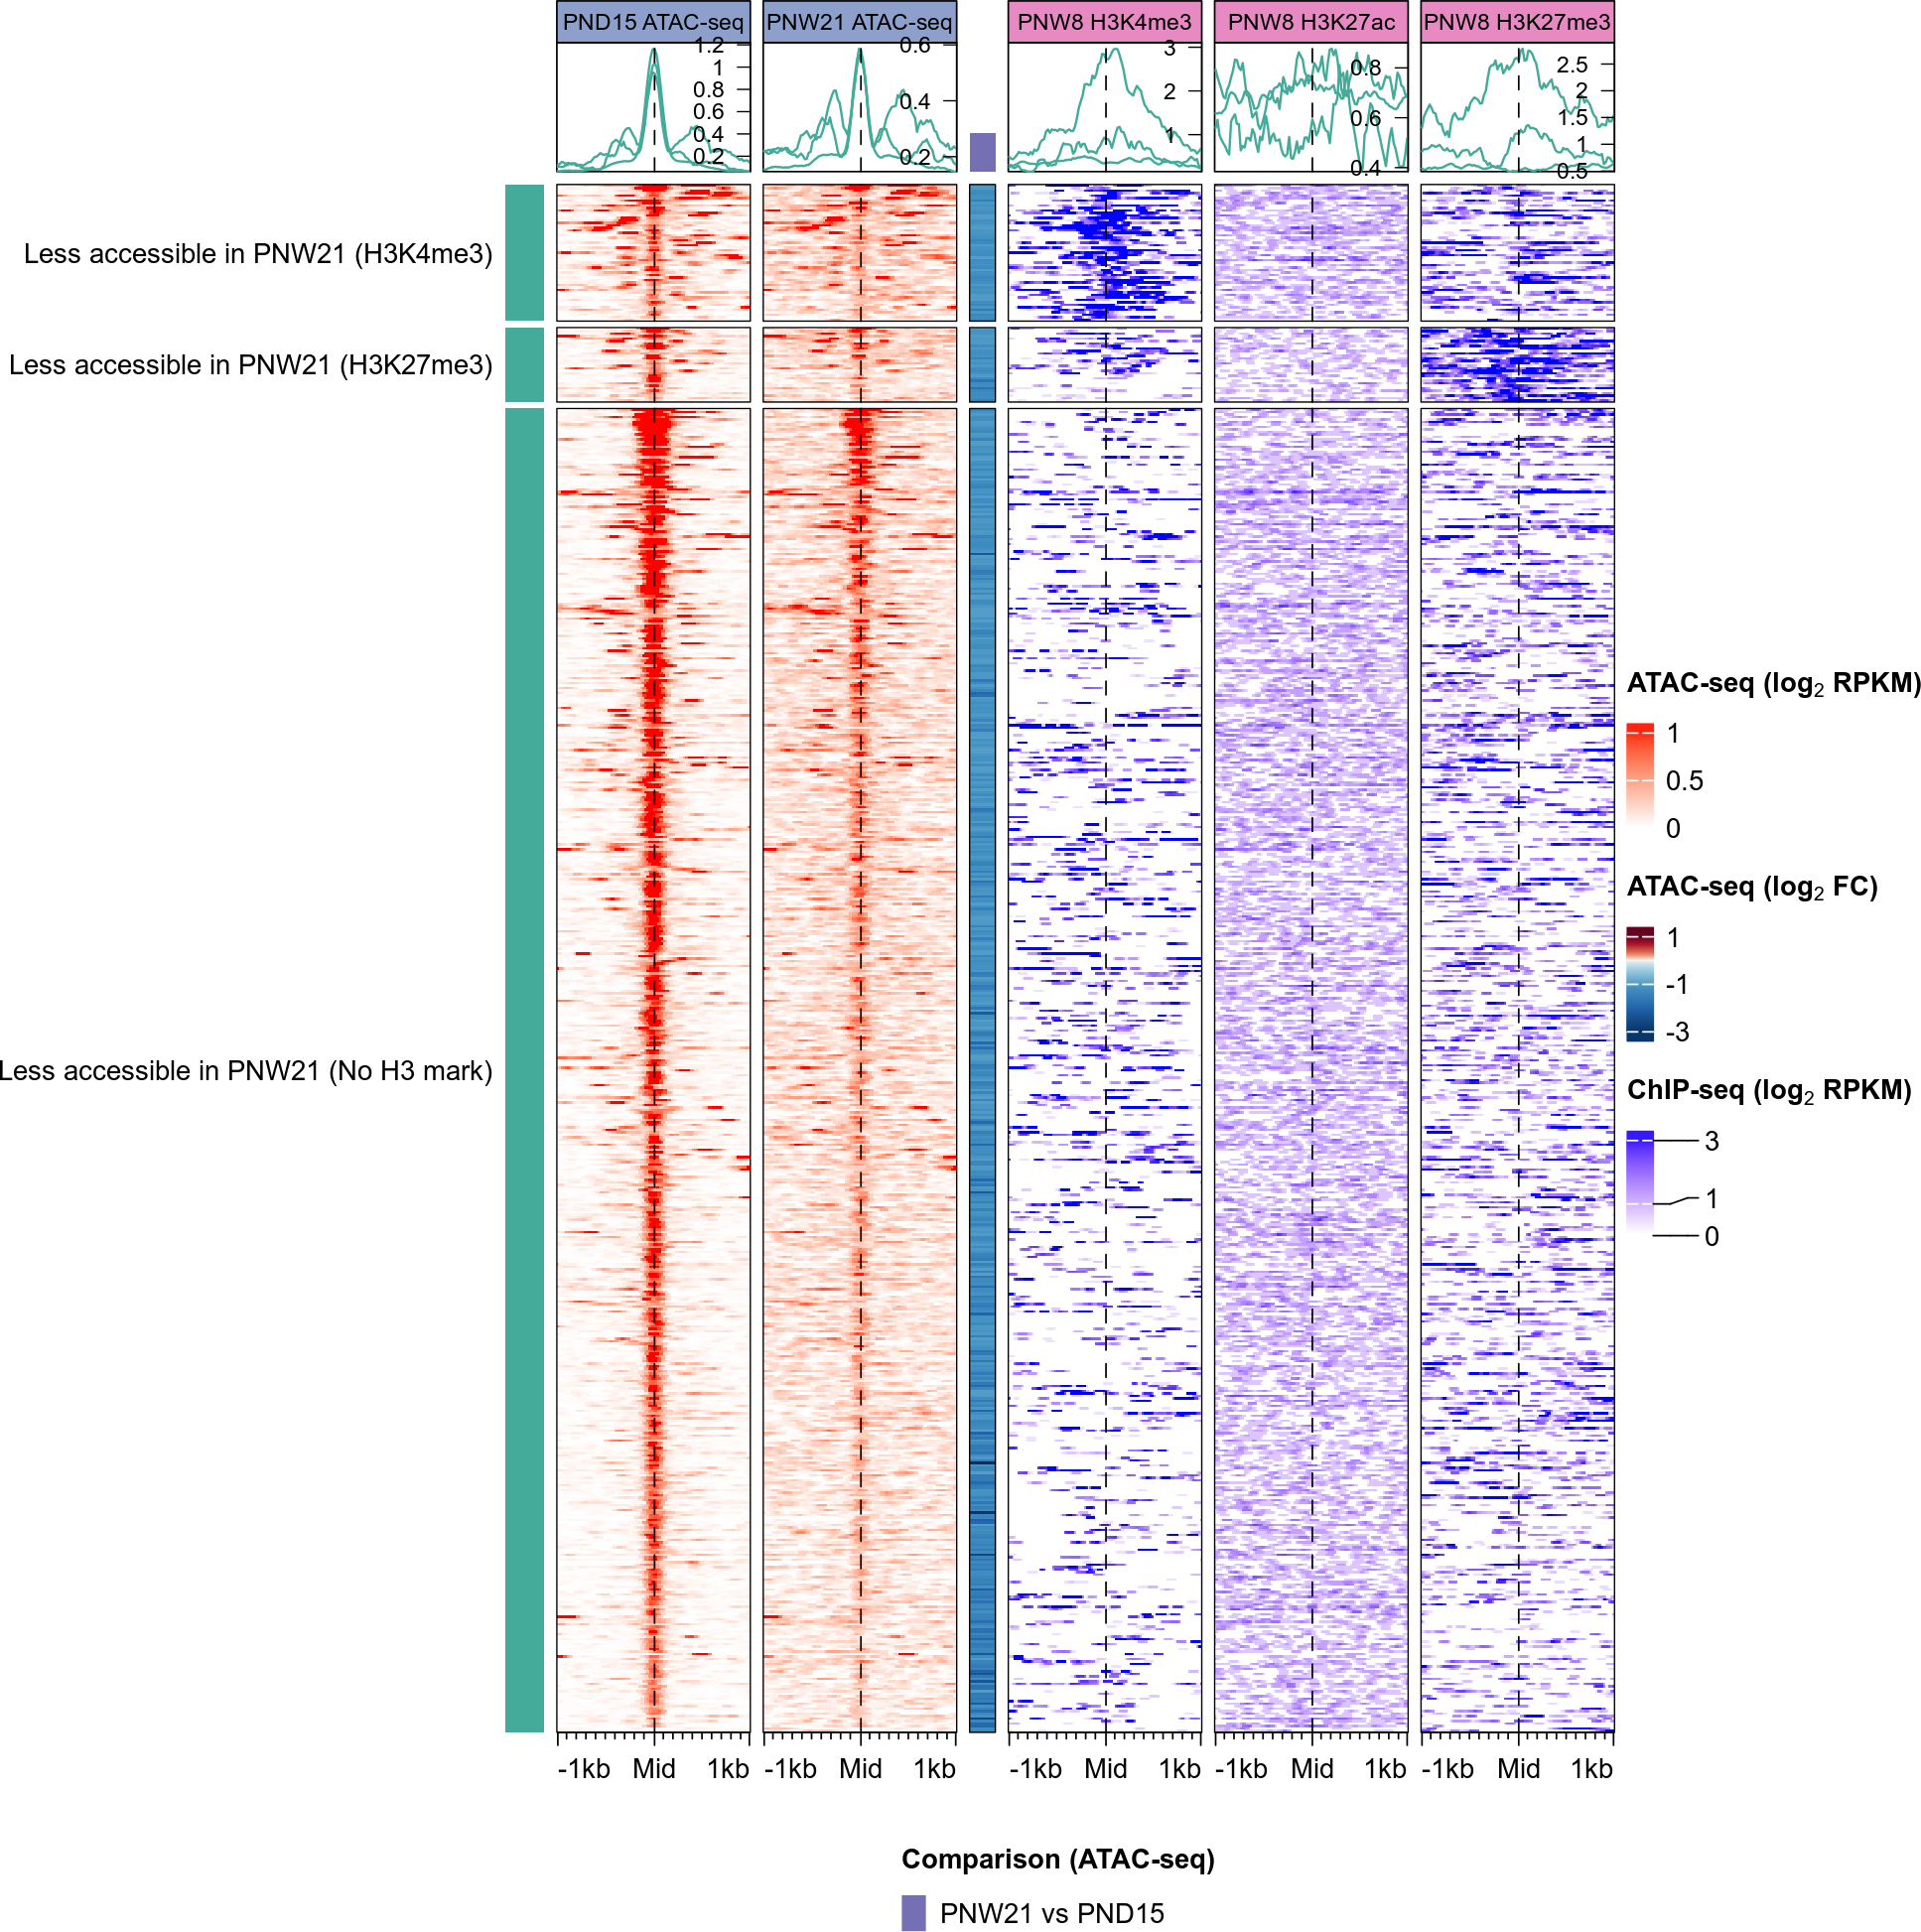 PND15 ATAC-seq
PNW21 ATAC-seq
PNW8 H3K4me3
PNW8 H3K27ac
PNW8 H3K27me3
1.2
1
0.8
0.6
0.4
0.2
0.6
0.4
0.2
3
2
1
0.8
0.6
0.4
2.5
2
1.5
1
0.5
Less accessible in PNW21 (H3K4me3)
Less accessible in PNW21 (H3K27me3)
Less accessible in PNW21 (No H3 mark)
ATAC-seq (log2 RPKM)
1
0.5
0
ATAC-seq (log2 FC)
1
-1
-3
ChIP-seq (log2 RPKM)
3
1
0
-1kb Mid 1kb
-1kb Mid 1kb
-1kb Mid 1kb
-1kb Mid 1kb
-1kb Mid 1kb
Comparison (ATAC-seq)
PNW21 vs PND15